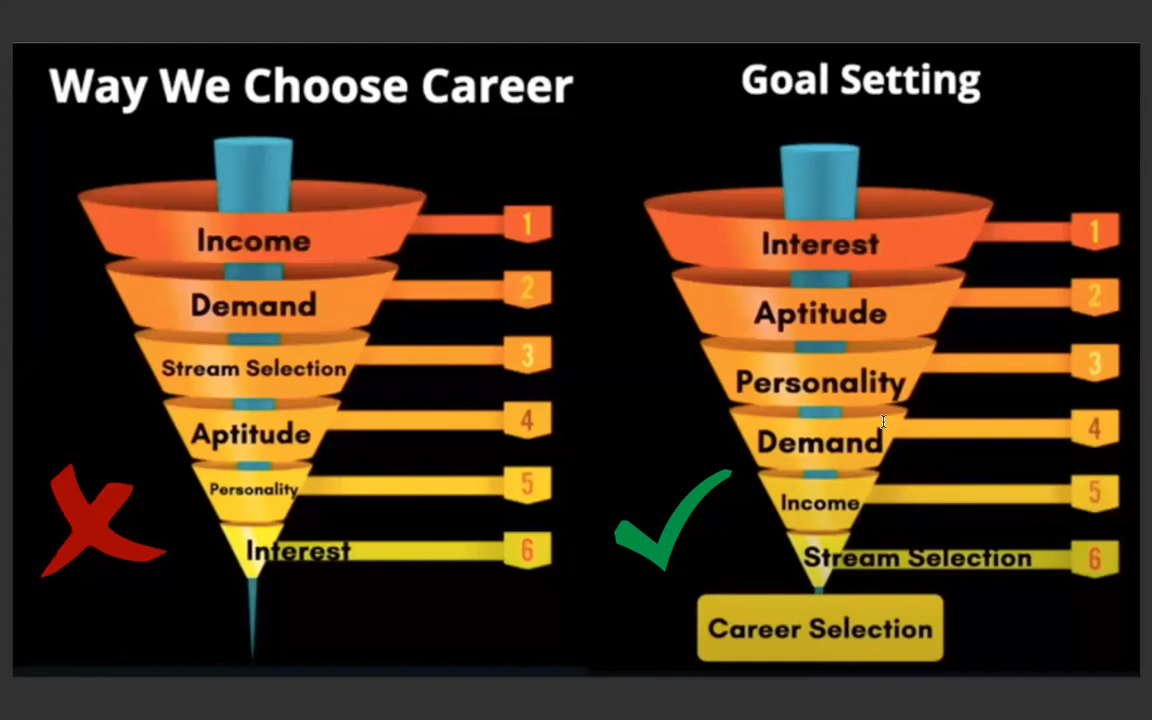 Way We Choose Career
Income
1
Demand
2
Stream Selection
3
Aptitude
4
Personality
5
Interest
6
Goal Setting
Interest
1
Aptitude
2
Personality
3
Demand
4
Income
5
Stream Selection
6
Career Selection